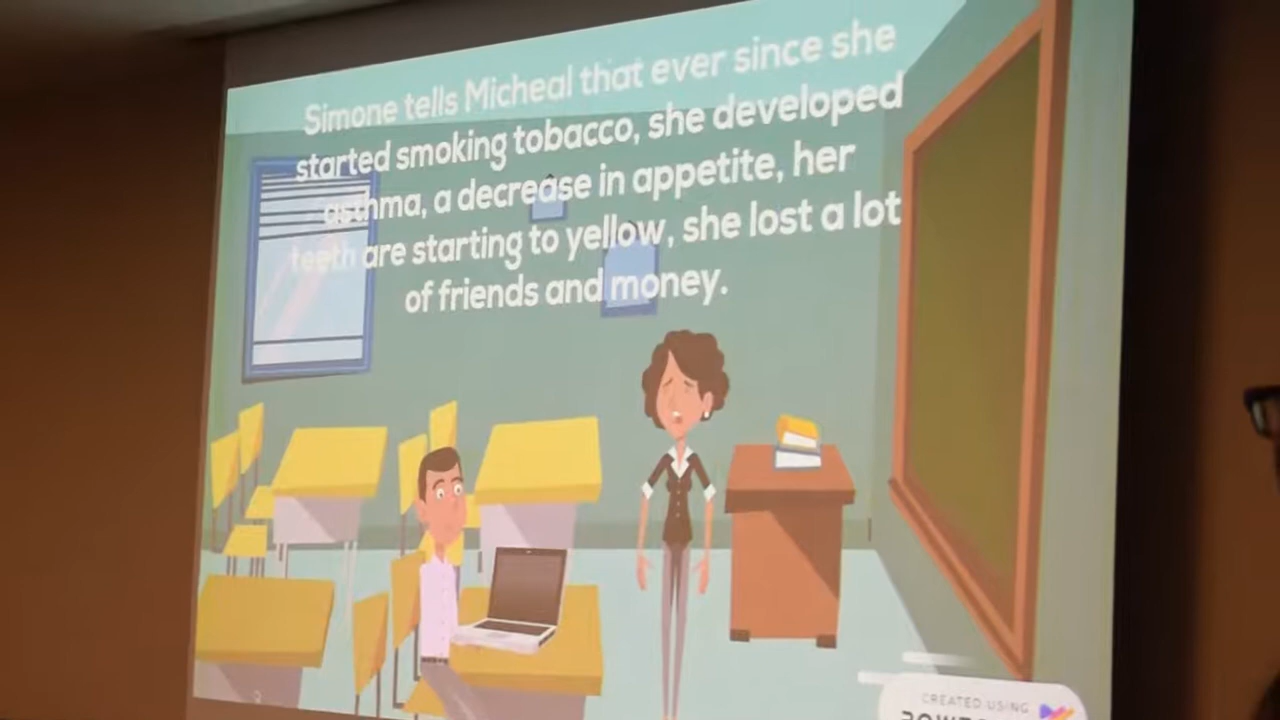 Simone tells Micheal that ever since she
started smoking tobacco, she developed
asthma, a decrease in appetite, her
teeth are starting to yellow, she lost a lot
of friends and money.
CREATED USING